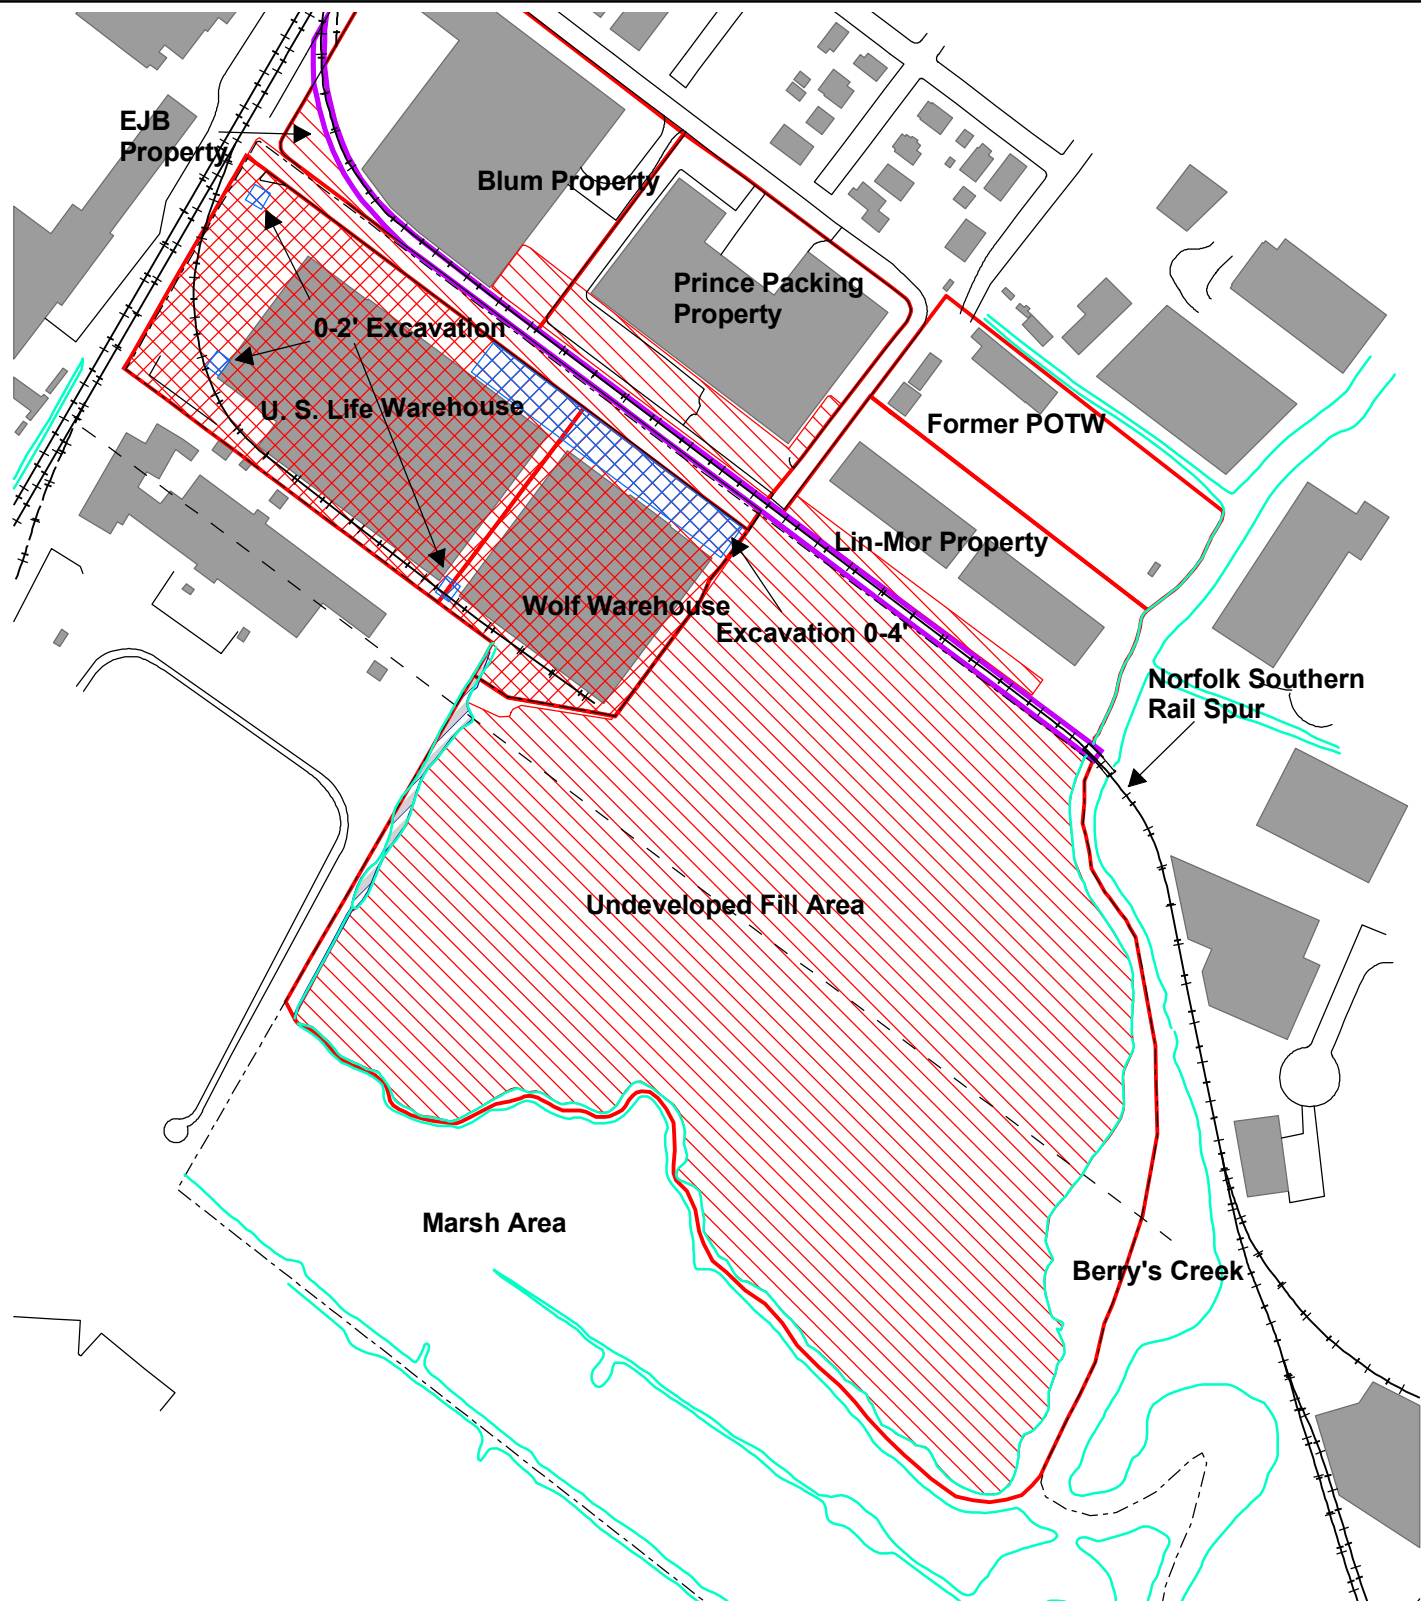 EJB
Property
Blum Property
Prince Packing
Property
0-2' Excavation
U. S. Life Warehouse
Former POTW
Lin-Mor Property
Wolf Warehouse
Excavation 0-4'
Norfolk Southern
Rail Spur
Undeveloped Fill Area
Marsh Area
Berry's Creek